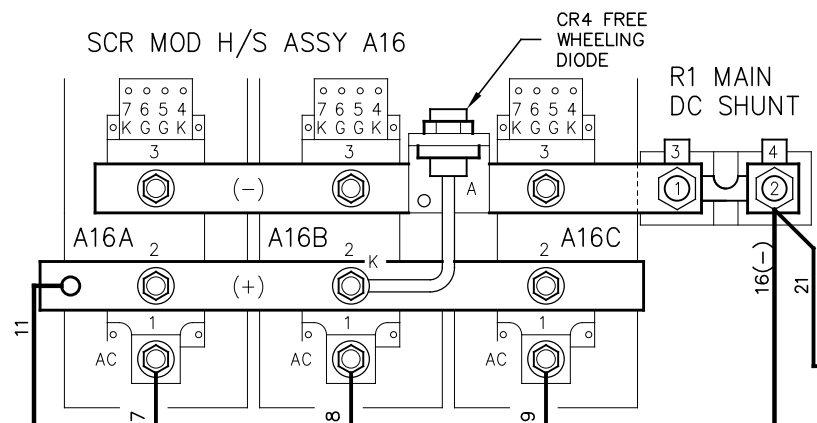 CR4 FREE
WHEELING
DIODE
SCR MOD H/S ASSY A16
R1 MAIN
DC SHUNT
7 6 5 4
K G G K
7 6 5 4
K G G K
7 6 5 4
K G G K
3
3
3
3
4
(-)
A
1
2
A16A
A16B
A16C
2
2
2
K
(+)
16(-)
21
11
1
1
1
AC
AC
AC
7
8
9